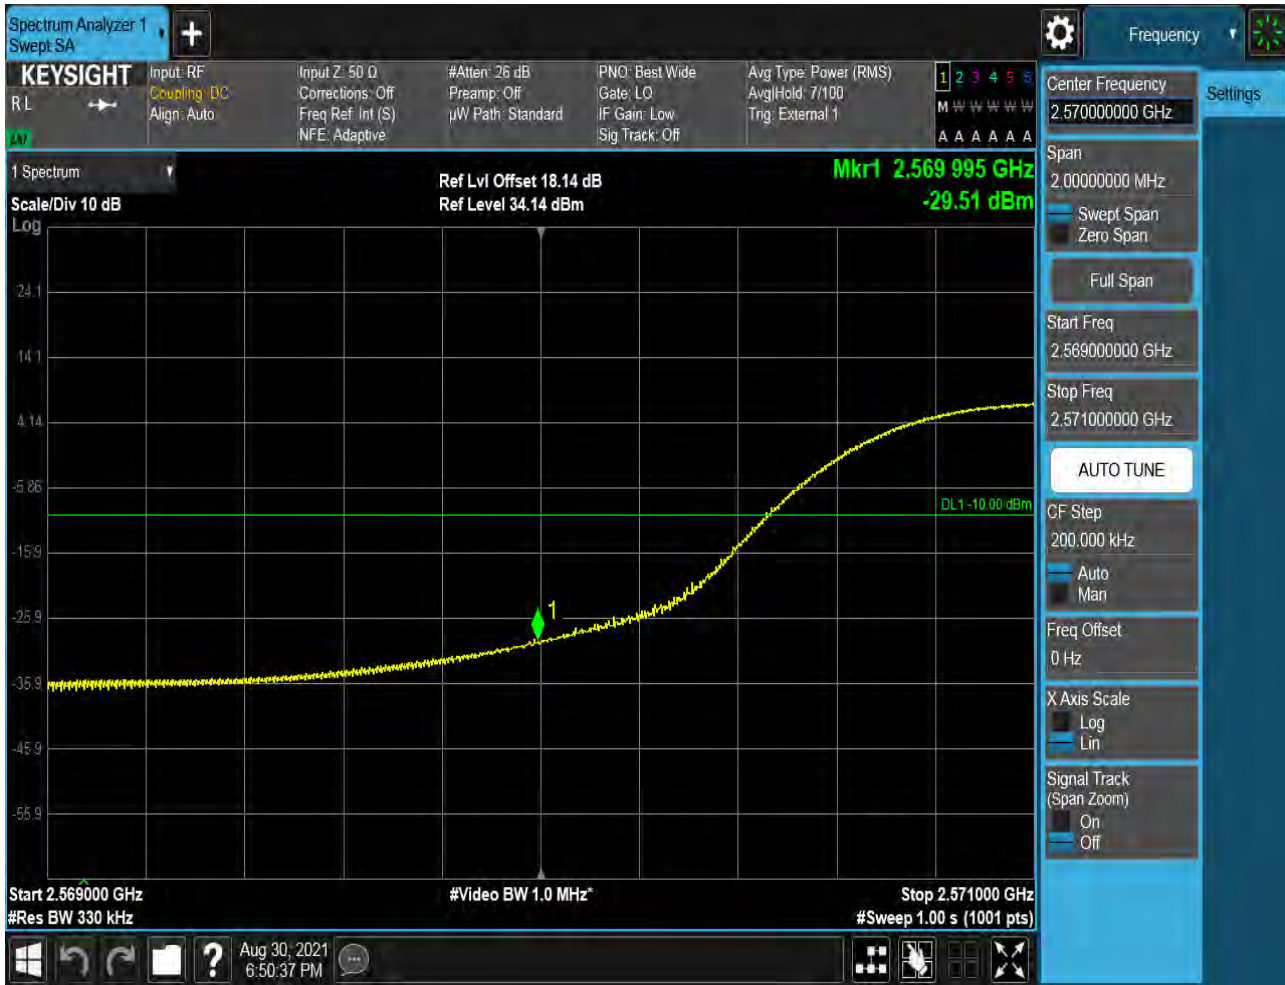 Spectrum Analyzer 1
Swept SA
Frequency
KEYSIGHT
R L
Input: RF
Coupling: DC
Align: Auto
Input Z: 50 Ω
Corrections: Off
Freq Ref: Int (S)
NFE: Adaptive
#Atten: 26 dB
Preamp: Off
µW Path: Standard
PNO: Best Wide
Gate: LO
IF Gain: Low
Sig Track: Off
Avg Type: Power (RMS)
Avg|Hold: 7/100
Trig: External 1
1 2 3 4 5 6
M W W W W W
A A A A A A
1 Spectrum
Scale/Div 10 dB
Log
Ref Lvl Offset 18.14 dB
Ref Level 34.14 dBm
Mkr1 2.569 995 GHz
-29.51 dBm
24.1
14.1
4.14
-5.86
-15.9
-25.9
-35.9
-45.9
-55.9
DL1 -10.00 dBm
1
Start 2.569000 GHz
#Res BW 330 kHz
#Video BW 1.0 MHz*
Stop 2.571000 GHz
#Sweep 1.00 s (1001 pts)
Center Frequency
2.570000000 GHz
Settings
Span
2.00000000 MHz
Swept Span
Zero Span
Full Span
Start Freq
2.569000000 GHz
Stop Freq
2.571000000 GHz
AUTO TUNE
CF Step
200.000 kHz
Auto
Man
Freq Offset
0 Hz
X Axis Scale
Log
Lin
Signal Track
(Span Zoom)
On
Off
?
Aug 30, 2021
6:50:37 PM